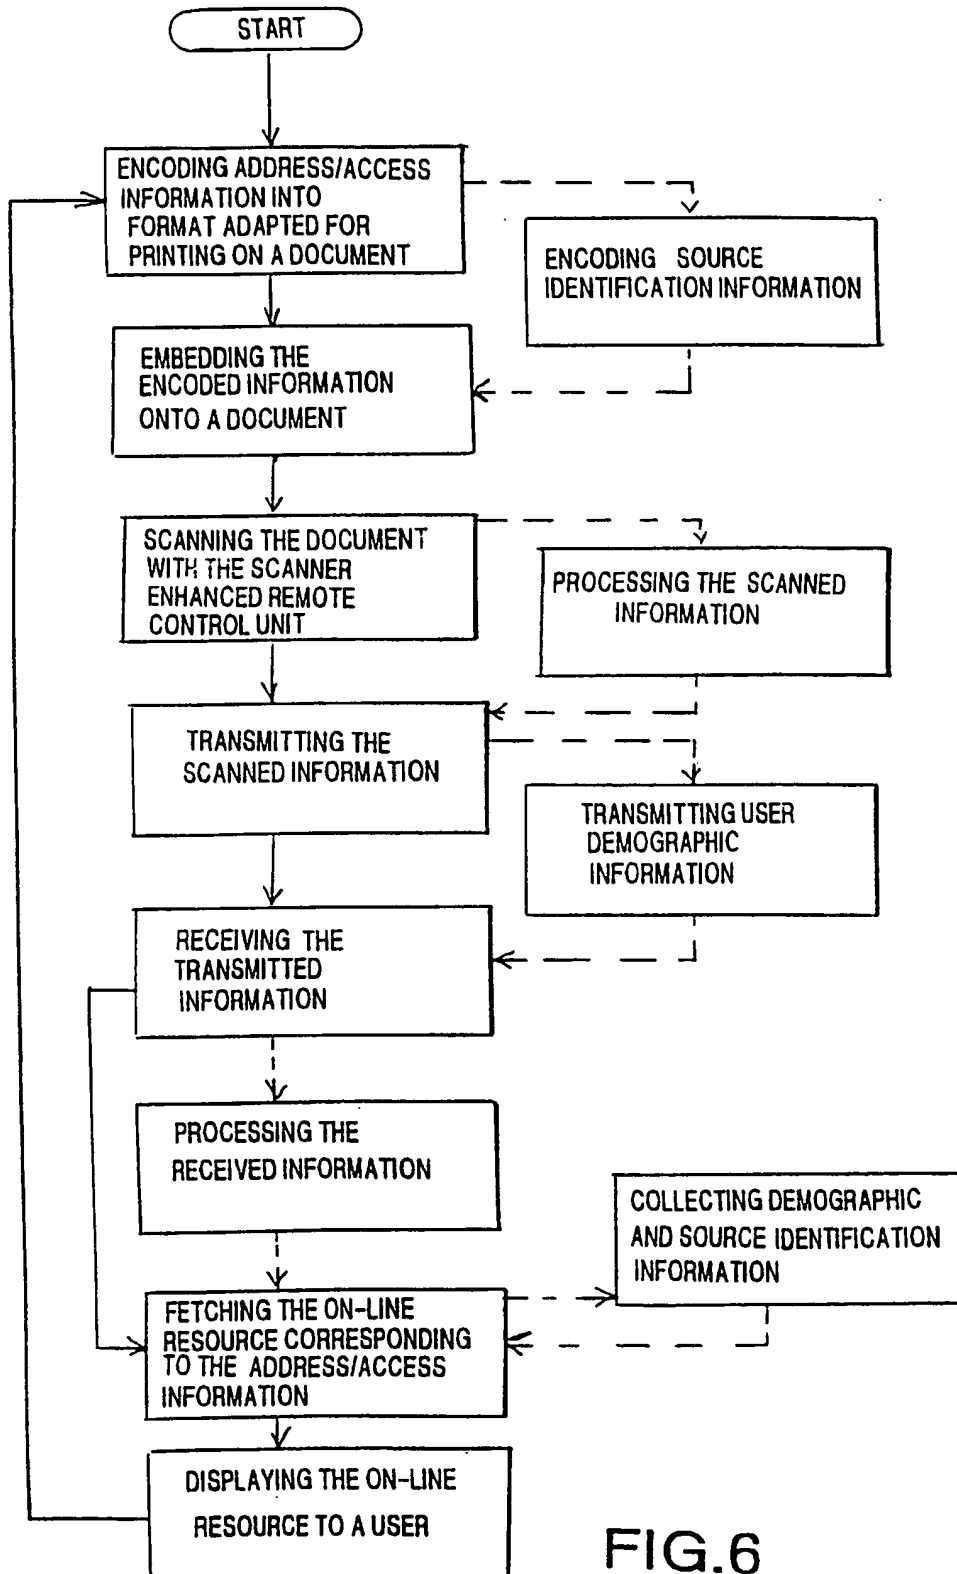 START
ENCODING ADDRESS/ACCESS
INFORMATION INTO
FORMAT ADAPTED FOR
PRINTING ON A DOCUMENT
ENCODING SOURCE
IDENTIFICATION INFORMATION
EMBEDDING THE
ENCODED INFORMATION
ONTO A DOCUMENT
SCANNING THE DOCUMENT
WITH THE SCANNER
ENHANCED REMOTE
CONTROL UNIT
PROCESSING THE SCANNED
INFORMATION
TRANSMITTING THE
SCANNED INFORMATION
TRANSMITTING USER
DEMOGRAPHIC
INFORMATION
RECEIVING THE
TRANSMITTED
INFORMATION
PROCESSING THE
RECEIVED INFORMATION
COLLECTING DEMOGRAPHIC
AND SOURCE IDENTIFICATION
INFORMATION
FETCHING THE ON-LINE
RESOURCE CORRESPONDING
TO THE ADDRESS/ACCESS
INFORMATION
DISPLAYING THE ON-LINE
RESOURCE TO A USER
FIG.6